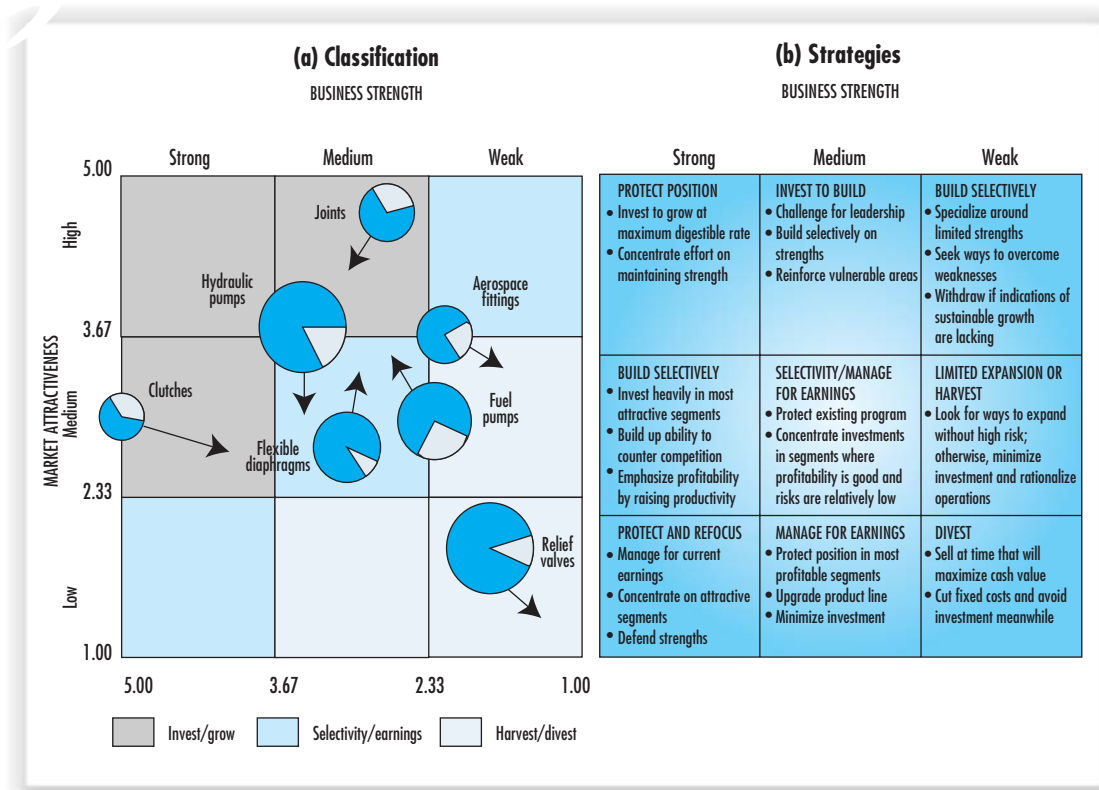 (a) Classification
BUSINESS STRENGTH
Strong
Medium
Weak
MARKET ATTRACTIVENESS
5.00
High
3.67
Medium
2.33
Low
1.00
Joints
Hydraulic
pumps
Aerospace
fittings
Clutches
Flexible
diaphragms
Fuel
pumps
Relief
valves
5.00
3.67
2.33
1.00
Invest/grow
Selectivity/earnings
Harvest/divest
(b) Strategies
BUSINESS STRENGTH
Strong
Medium
Weak
PROTECT POSITION
• Invest to grow at
maximum digestible rate
• Concentrate effort on
maintaining strength
INVEST TO BUILD
• Challenge for leadership
• Build selectively on
strengths
• Reinforce vulnerable areas
BUILD SELECTIVELY
• Specialize around
limited strengths
• Seek ways to overcome
weaknesses
• Withdraw if indications of
sustainable growth
are lacking
BUILD SELECTIVELY
• Invest heavily in most
attractive segments
• Build up ability to
counter competition
• Emphasize profitability
by raising productivity
SELECTIVITY/MANAGE
FOR EARNINGS
• Protect existing program
• Concentrate investments
in segments where
profitability is good and
risks are relatively low
LIMITED EXPANSION OR
HARVEST
• Look for ways to expand
without high risk;
otherwise, minimize
investment and rationalize
operations
PROTECT AND REFOCUS
• Manage for current
earnings
• Concentrate on attractive
segments
• Defend strengths
MANAGE FOR EARNINGS
• Protect position in most
profitable segments
• Upgrade product line
• Minimize investment
DIVEST
• Sell at time that will
maximize cash value
• Cut fixed costs and avoid
investment meanwhile